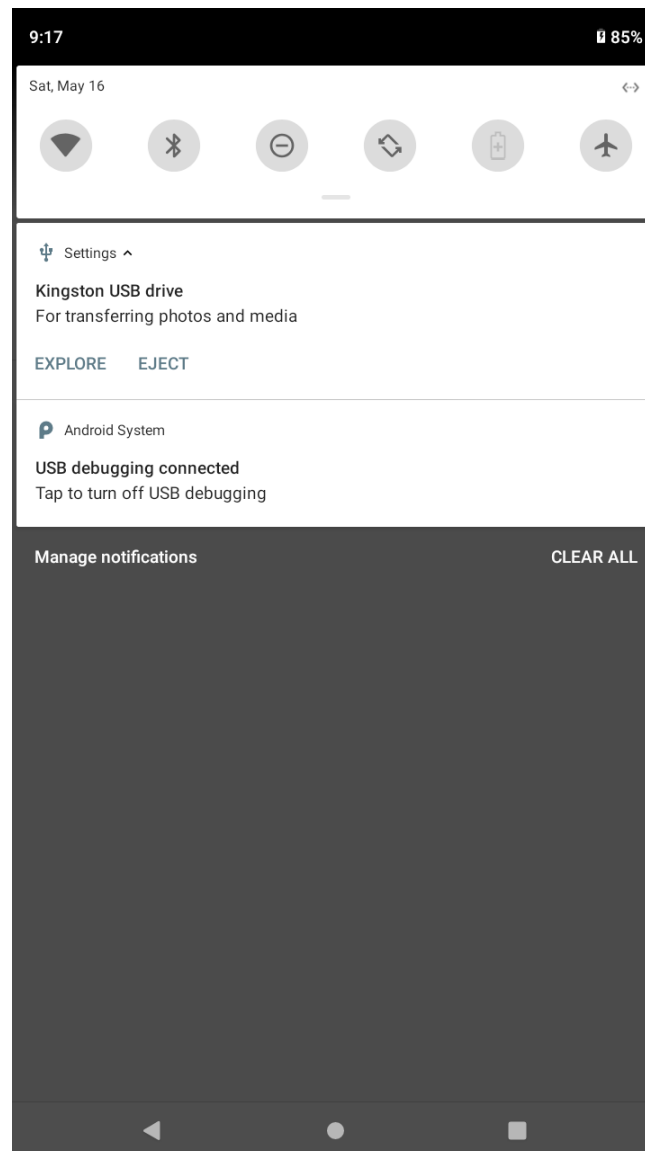 9:17
85%
Sat, May 16
Settings
Kingston USB drive
For transferring photos and media
EXPLORE EJECT
Android System
USB debugging connected
Tap to turn off USB debugging
Manage notifications CLEAR ALL